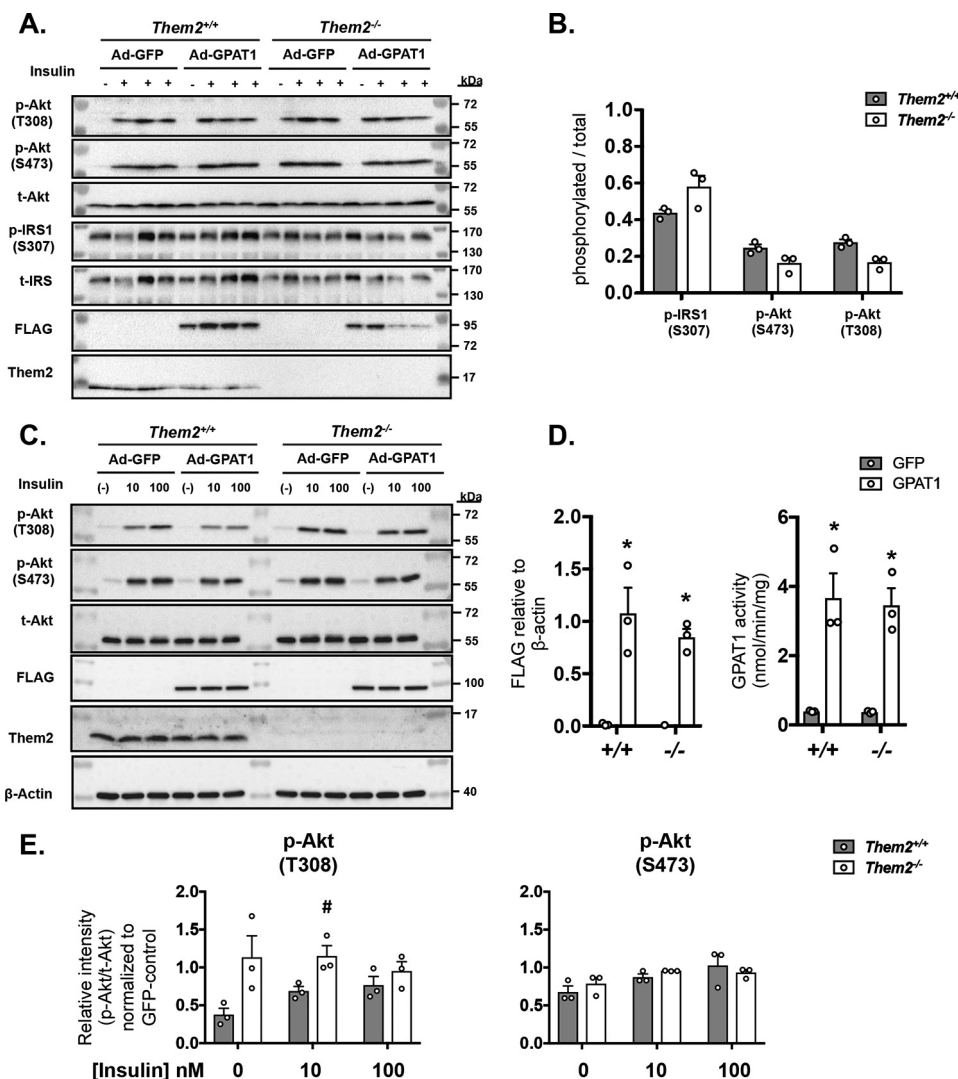 A.
Them2+/+ Them2-/-
Ad-GFP Ad-GPAT1 Ad-GFP Ad-GPAT1
Insulin
- + + + - + + + - + + + - + + +
kDa
p-Akt
(T308)
72
55
p-Akt
(S473)
72
55
t-Akt
72
55
p-IRS1
(S307)
170
130
t-IRS
170
130
FLAG
95
72
Them2
17
B.
Them2+/+
Them2-/-
phosphorylated / total
1.0
0.8
0.6
0.4
0.2
0.0
p-IRS1
(S307)
p-Akt
(S473)
p-Akt
(T308)
C.
Them2+/+ Them2-/-
Ad-GFP Ad-GPAT1 Ad-GFP Ad-GPAT1
Insulin (-) 10 100 (-) 10 100 (-) 10 100 (-) 10 100
kDa
p-Akt
(T308)
72
55
p-Akt
(S473)
72
55
t-Akt
72
55
FLAG
100
Them2
17
β-Actin
40
D.
GFP
GPAT1
FLAG relative to
β-actin
2.0
1.5
1.0
0.5
0.0
* *
+/+ -/-
GPAT1 activity
(nmol/min/mg)
6
4
2
0
* *
+/+ -/-
E.
p-Akt
(T308)
Relative intensity
(p-Akt/t-Akt)
normalized to
GFP-control
2.0
1.5
1.0
0.5
0.0
#
[Insulin] nM 0 10 100
p-Akt
(S473)
2.0
1.5
1.0
0.5
0.0
0 10 100
Them2+/+
Them2-/-